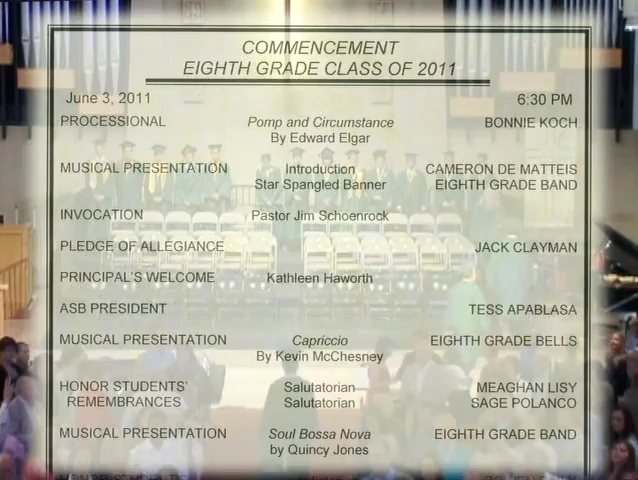 COMMENCEMENT
EIGHTH GRADE CLASS OF 2011
June 3, 2011 6:30 PM
PROCESSIONAL Pomp and Circumstance BONNIE KOCH
By Edward Elgar
MUSICAL PRESENTATION Introduction CAMERON DE MATTEIS
Star Spangled Banner EIGHTH GRADE BAND
INVOCATION Pastor Jim Schoenrock
PLEDGE OF ALLEGIANCE JACK CLAYMAN
PRINCIPAL'S WELCOME Kathleen Haworth
ASB PRESIDENT TESS APABLASA
MUSICAL PRESENTATION Capriccio EIGHTH GRADE BELLS
By Kevin McChesney
HONOR STUDENTS' Salutatorian MEAGHAN LISY
REMEMBRANCES Salutatorian SAGE POLANCO
MUSICAL PRESENTATION Soul Bossa Nova EIGHTH GRADE BAND
by Quincy Jones